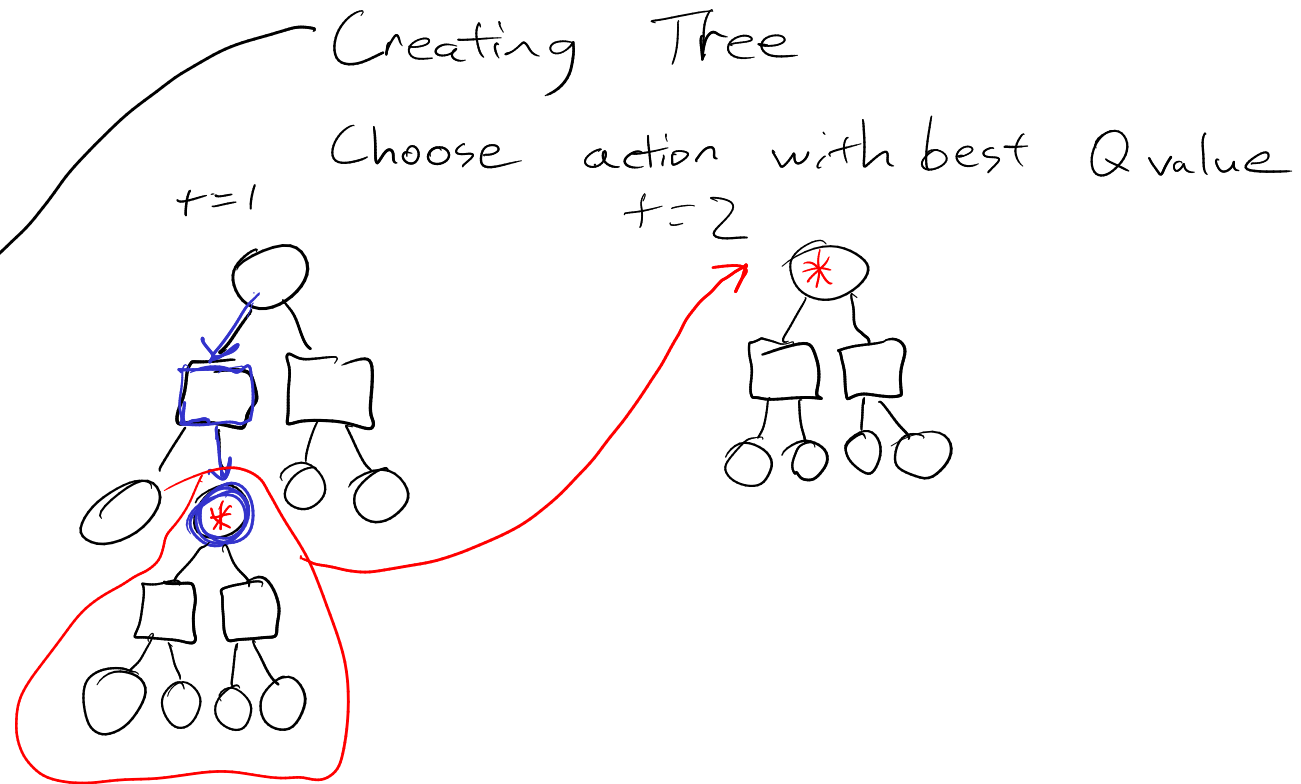 Creating Tree
Choose action with best Q value
t=1
t=2
*
*